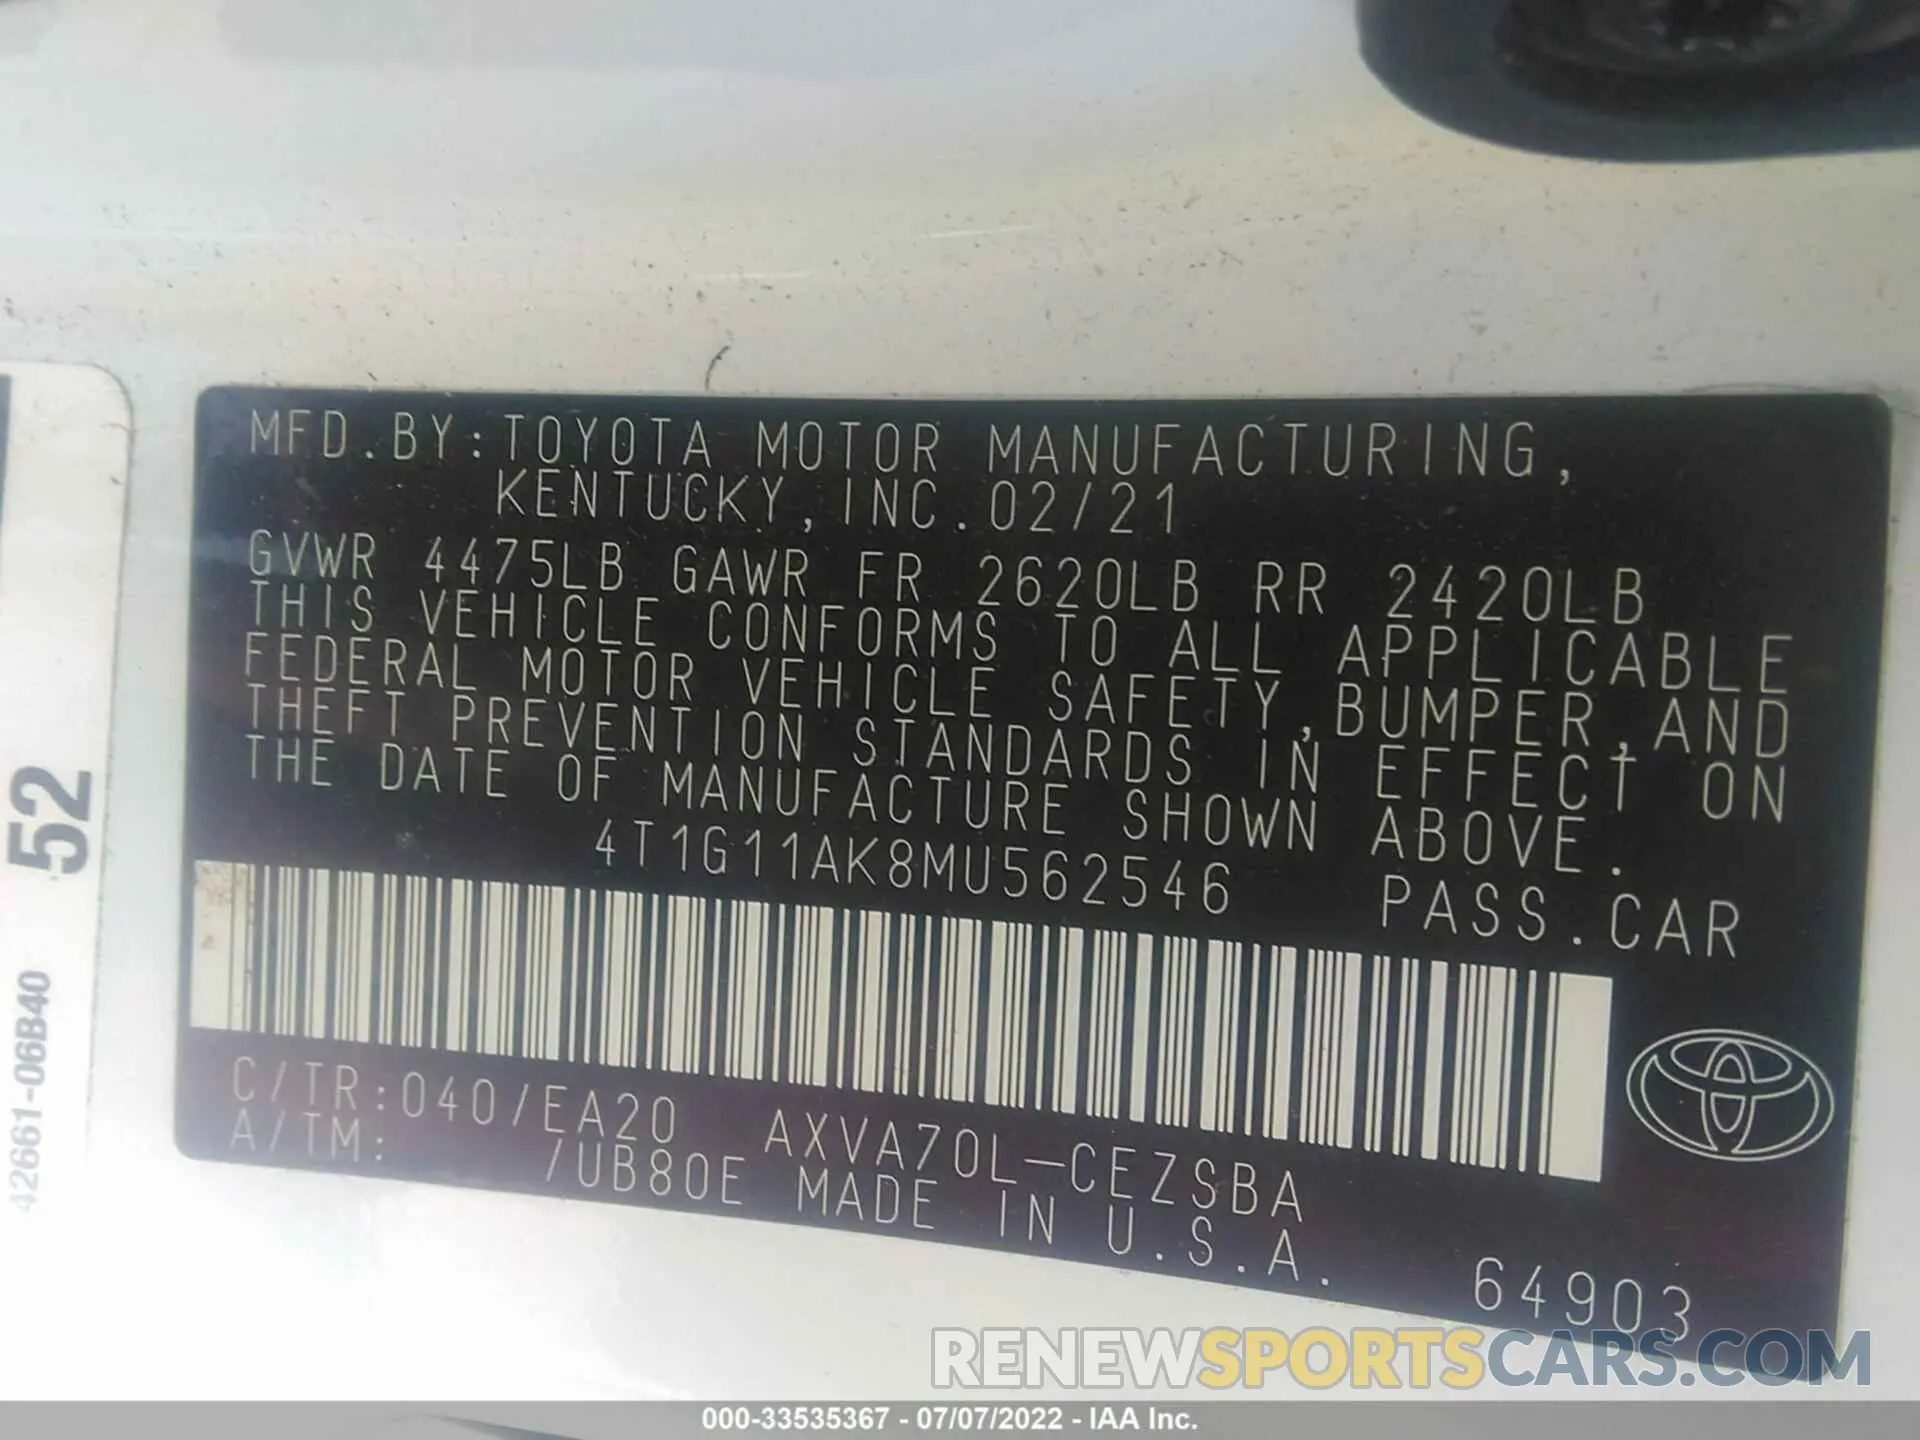 MFD.BY:TOYOTA MOTOR MANUFACTURING,
KENTUCKY,INC.02/21
GVWR 4475LB GAWR FR 2620LB RR 2420LB
THIS VEHICLE CONFORMS TO ALL APPLICABLE
FEDERAL MOTOR VEHICLE SAFETY,BUMPER,AND
THEFT PREVENTION STANDARDS IN EFFECT ON
THE DATE OF MANUFACTURE SHOWN ABOVE.
4T1G11AK8MU562546 PASS.CAR
C/TR:040/EA20 AXVA70L-CEZSBA
A/TM: /UB80E MADE IN U.S.A.
64903
52
42661-06B40
RENEWSPORTSCARS.COM
000-33535367 - 07/07/2022 - IAA Inc.